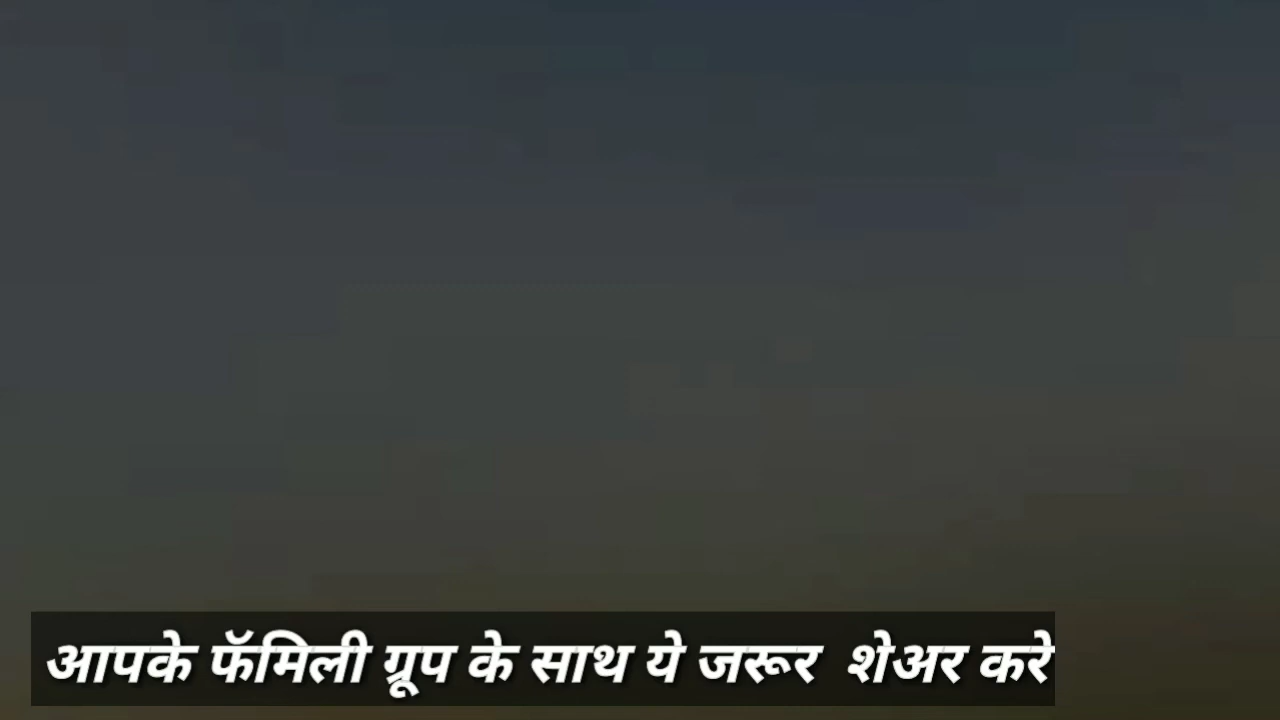 आपके फॅमिली ग्रूप के साथ ये जरूर शेअर करे